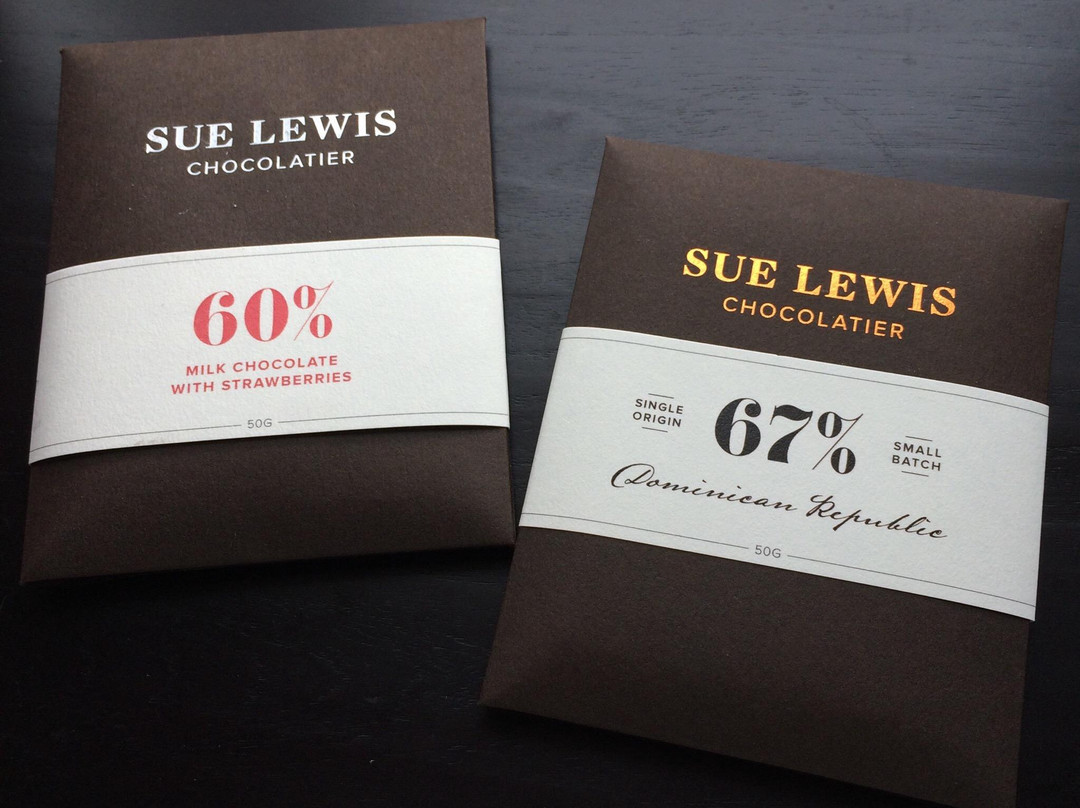 SUE LEWIS
CHOCOLATIER
60%
MILK CHOCOLATE
WITH STRAWBERRIES
50G
SUE LEWIS
CHOCOLATIER
SINGLE
ORIGIN
67%
SMALL
BATCH
Dominican Republic
50G